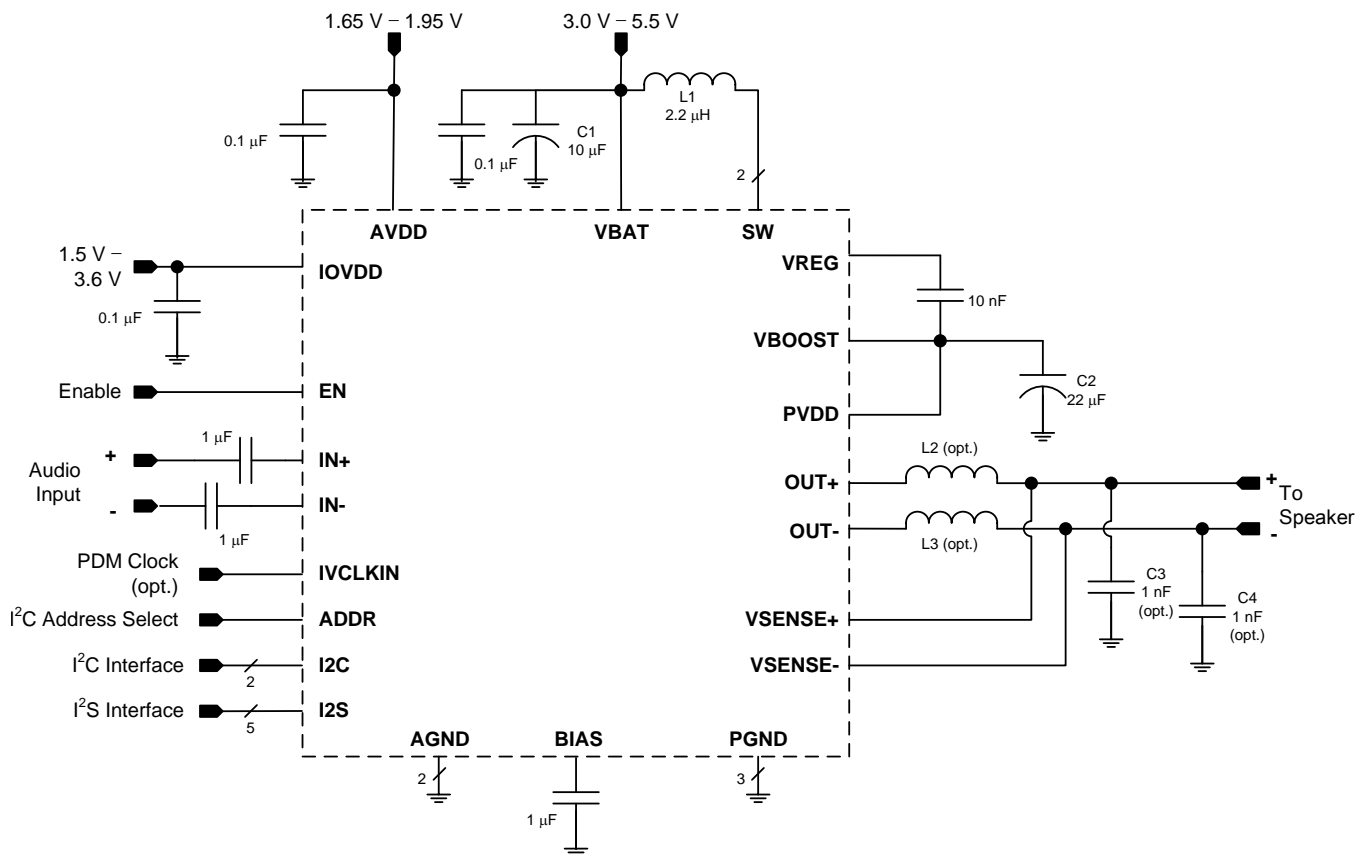 1.65 V – 1.95 V
3.0 V – 5.5 V
L1
2.2 μH
0.1 μF
0.1 μF
C1
10 μF
2
AVDD
VBAT
SW
1.5 V –
3.6 V
IOVDD
0.1 μF
VREG
10 nF
VBOOST
C2
22 μF
PVDD
Enable
EN
1 μF
+
IN+
Audio
Input
-
IN-
1 μF
L2 (opt.)
OUT+
+
To
Speaker
-
OUT-
L3 (opt.)
PDM Clock
(opt.)
IVCLKIN
C3
1 nF
(opt.)
C4
1 nF
(opt.)
I²C Address Select
ADDR
VSENSE+
I²C Interface
2
I2C
VSENSE-
I²S Interface
5
I2S
AGND
BIAS
PGND
2
3
1 μF